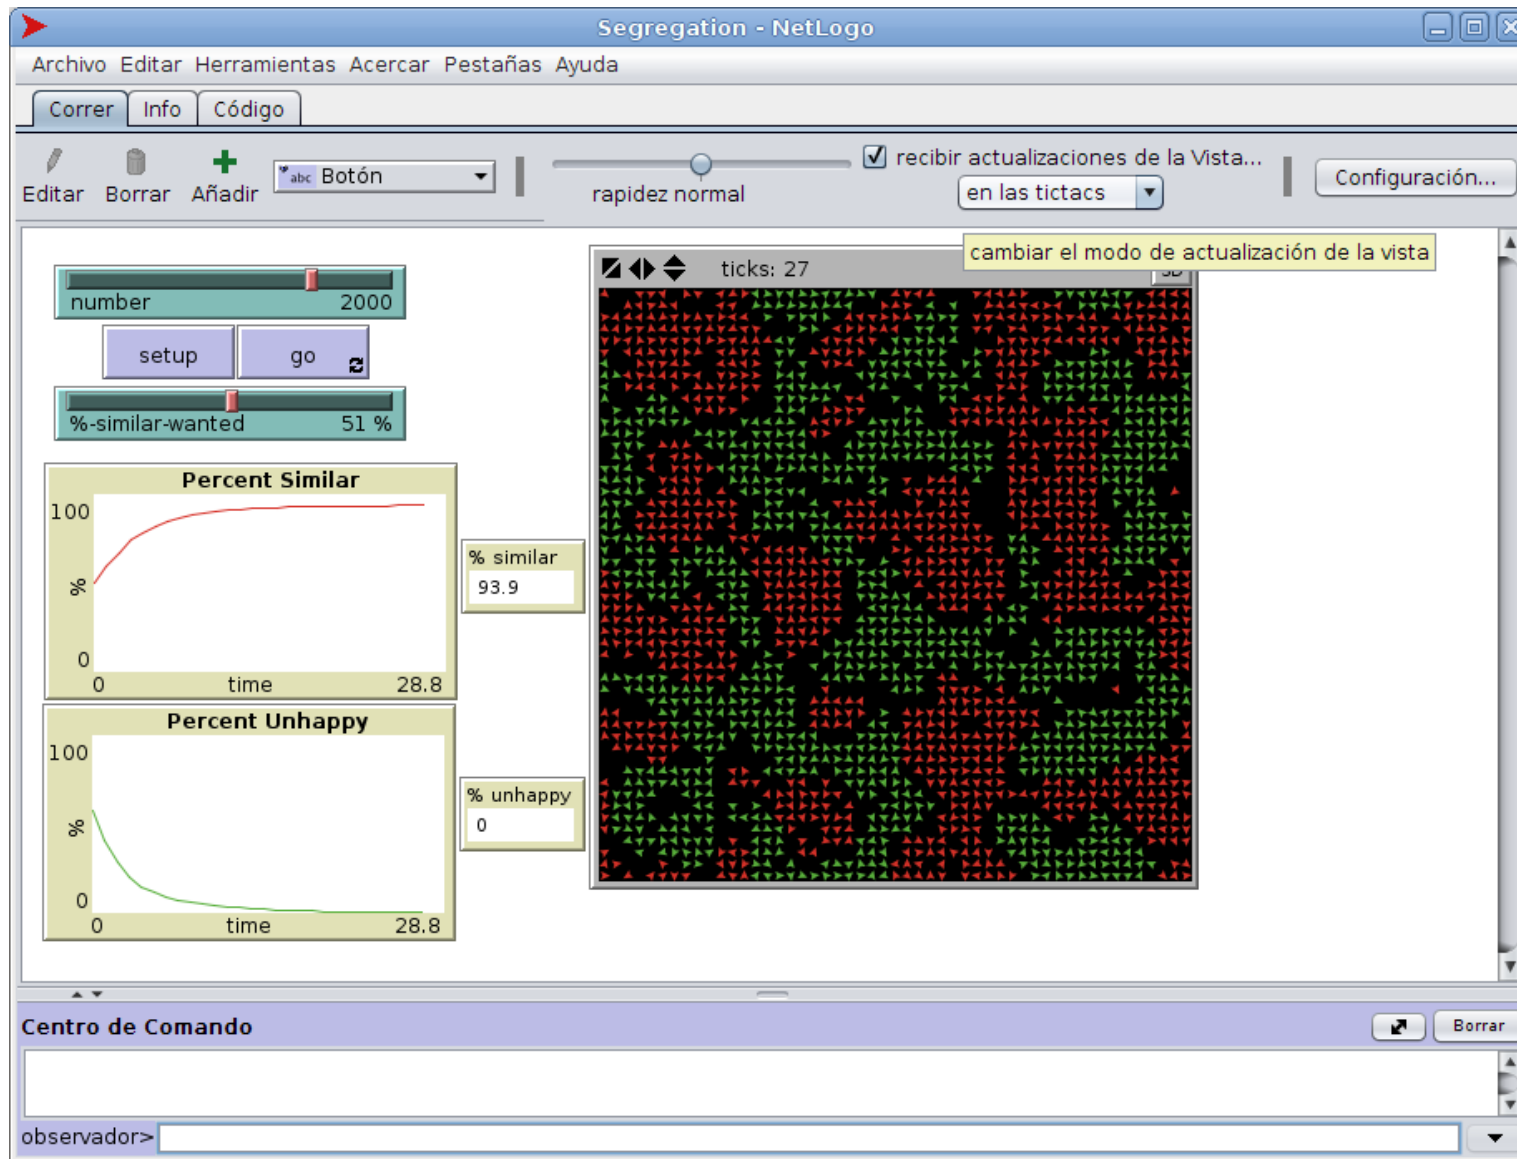 Segregation - NetLogo
Archivo Editar Herramientas Acercar Pestañas Ayuda
Correr Info Código
Editar Borrar Añadir abc Botón rapidez normal recibir actualizaciones de la Vista... en las tictacs Configuración...
cambiar el modo de actualización de la vista
ticks: 27
number 2000
setup go
%-similar-wanted 51 %
Percent Similar
100
%
0
0 time 28.8
% similar
93.9
Percent Unhappy
100
%
0
0 time 28.8
% unhappy
0
Centro de Comando Borrar
observador>